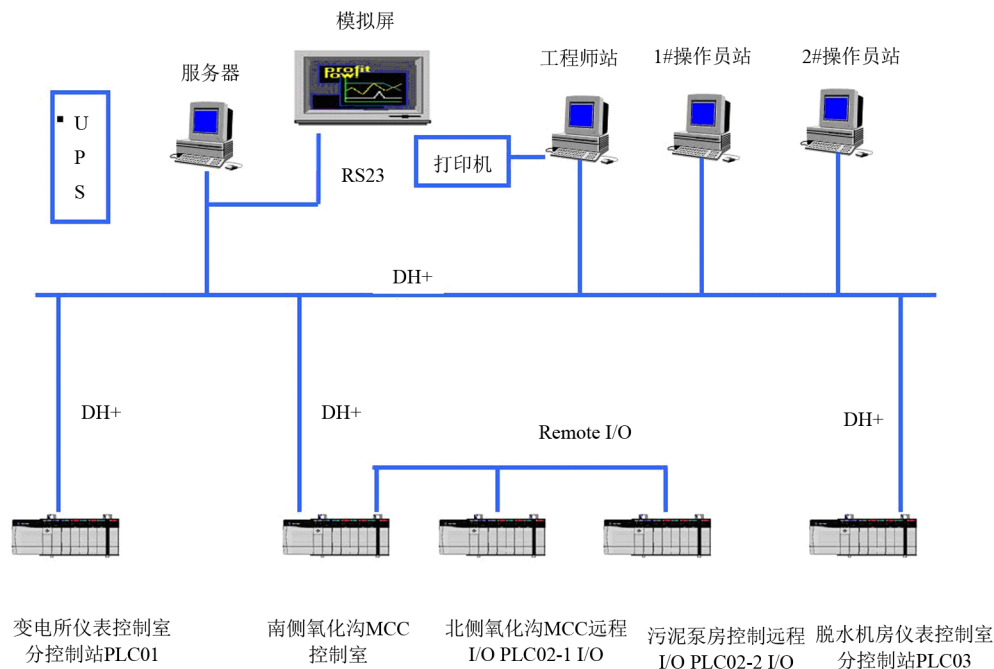 模拟屏
服务器
工程师站
1#操作员站
2#操作员站
profit
flow!
U
P
S
打印机
RS23
DH+
DH+
DH+
DH+
Remote I/O
变电所仪表控制室
分控制站PLC01
南侧氧化沟MCC
控制室
北侧氧化沟MCC远程
I/O PLC02-1 I/O
污泥泵房控制远程
I/O PLC02-2 I/O
脱水机房仪表控制室
分控制站PLC03